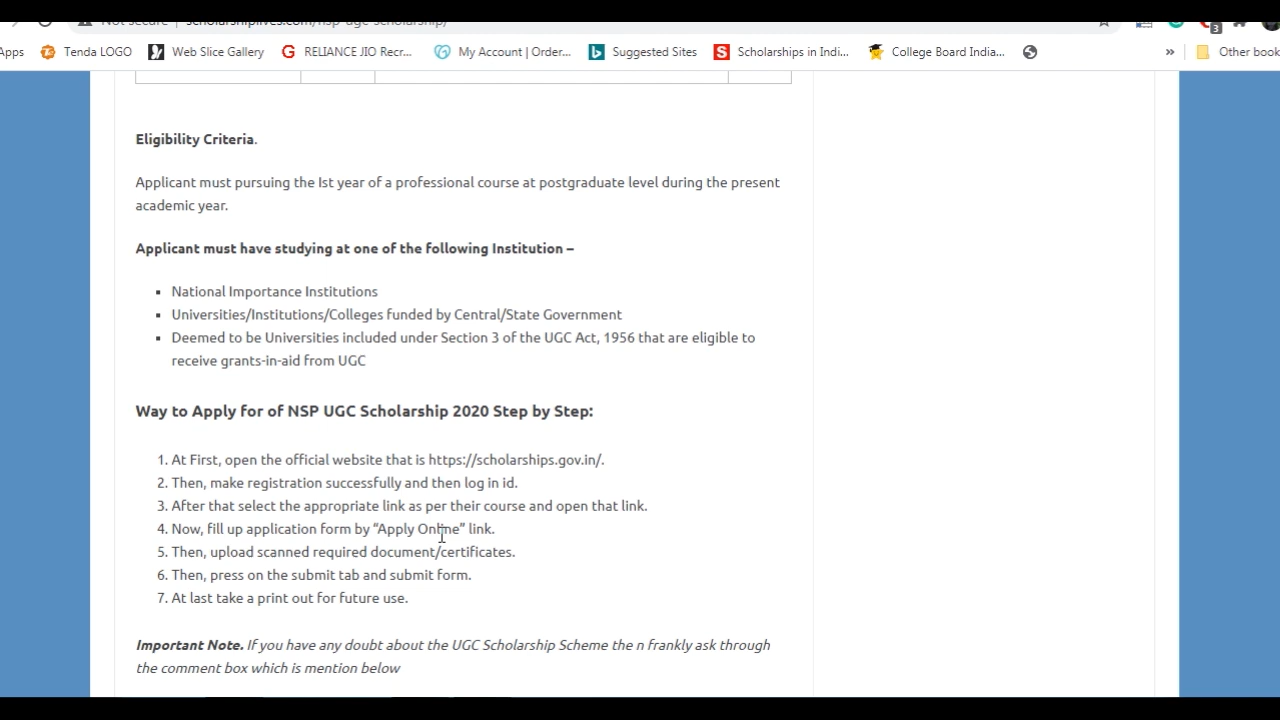 Not secure scholarshiplives.com/nsp-ugc-scholarship/
3
Apps Tenda LOGO Web Slice Gallery RELIANCE JIO Recr... My Account | Order... Suggested Sites Scholarships in Indi... College Board India... » Other book
Eligibility Criteria.
Applicant must pursuing the Ist year of a professional course at postgraduate level during the present
academic year.
Applicant must have studying at one of the following Institution –
▪ National Importance Institutions
▪ Universities/Institutions/Colleges funded by Central/State Government
▪ Deemed to be Universities included under Section 3 of the UGC Act, 1956 that are eligible to
receive grants-in-aid from UGC
Way to Apply for of NSP UGC Scholarship 2020 Step by Step:
1. At First, open the official website that is https://scholarships.gov.in/.
2. Then, make registration successfully and then log in id.
3. After that select the appropriate link as per their course and open that link.
4. Now, fill up application form by “Apply Online” link.
5. Then, upload scanned required document/certificates.
6. Then, press on the submit tab and submit form.
7. At last take a print out for future use.
Important Note. If you have any doubt about the UGC Scholarship Scheme the n frankly ask through
the comment box which is mention below